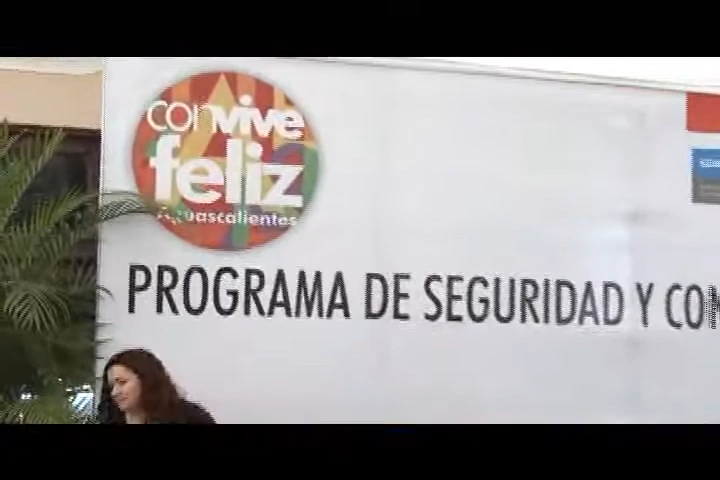 convive
feliz
Aguascalientes
PROGRAMA DE SEGURIDAD Y CO